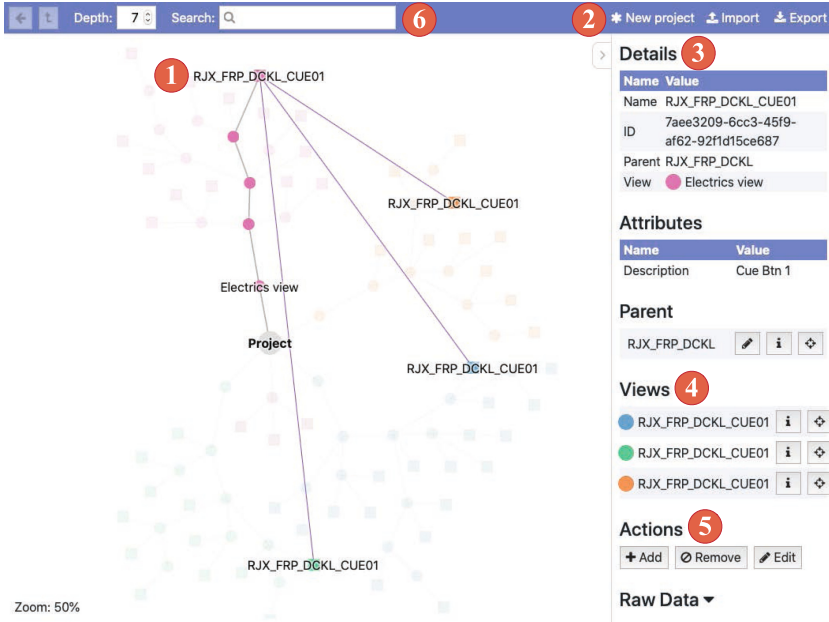 Depth: 7 Search: 6 2 New project Import Export
1 RJX_FRP_DCKL_CUE01
RJX_FRP_DCKL_CUE01
Electrics view
Project
RJX_FRP_DCKL_CUE01
RJX_FRP_DCKL_CUE01
Zoom: 50%
Details 3
Name Value
Name RJX_FRP_DCKL_CUE01
ID 7aee3209-6cc3-45f9-
af62-92f1d15ce687
Parent RJX_FRP_DCKL
View Electrics view
Attributes
Name Value
Description Cue Btn 1
Parent
RJX_FRP_DCKL i
Views 4
RJX_FRP_DCKL_CUE01 i
RJX_FRP_DCKL_CUE01 i
RJX_FRP_DCKL_CUE01 i
Actions 5
Add Remove Edit
Raw Data